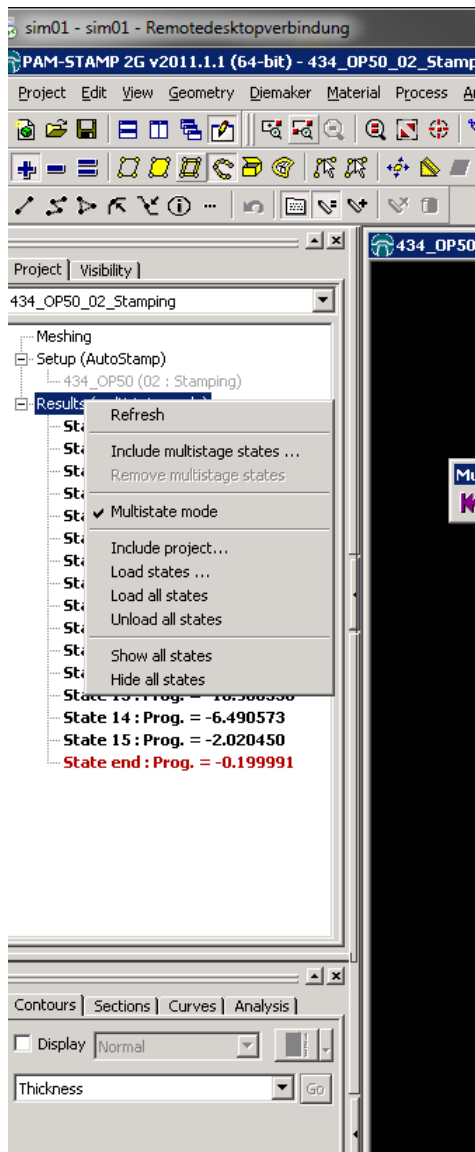 sim01 - sim01 - Remotedesktopverbindung
PAM-STAMP 2G v2011.1.1 (64-bit) - 434_OP50_02_Stamp
Project Edit View Geometry Diemaker Material Process
Project Visibility
434_OP50
434_OP50_02_Stamping
Meshing
Setup (AutoStamp)
434_OP50 (02 : Stamping)
Results
Refresh
Include multistage states ...
Remove multistage states
Multistate mode
Include project...
Load states ...
Load all states
Unload all states
Show all states
Hide all states
State 14 : Prog. = -6.490573
State 15 : Prog. = -2.020450
State end : Prog. = -0.199991
Contours Sections Curves Analysis
Display Normal
Thickness Go